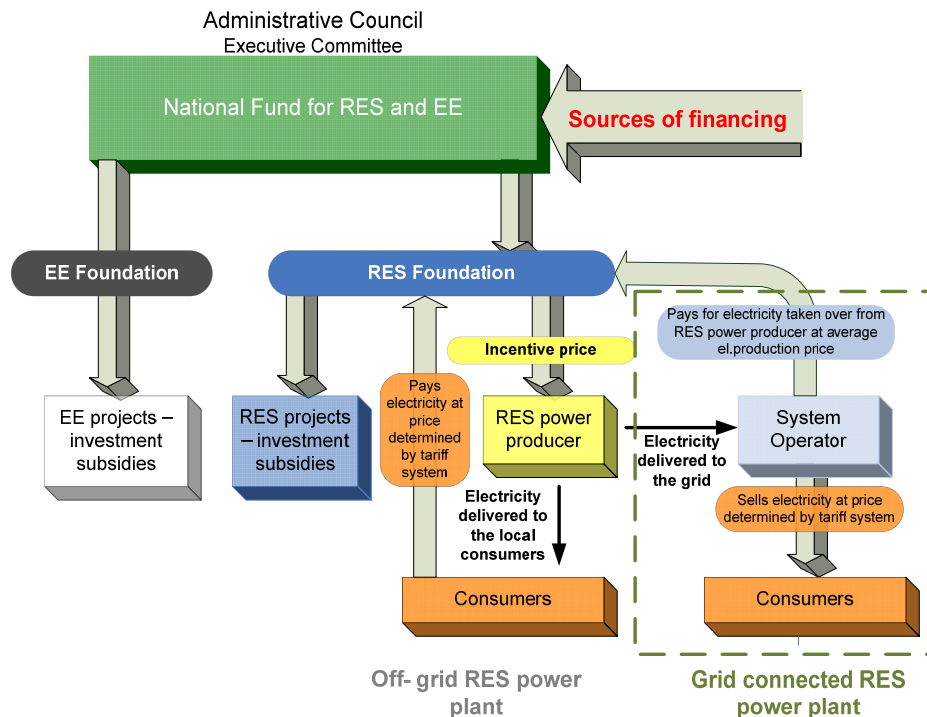 Administrative Council
Executive Committee
National Fund for RES and EE
Sources of financing
EE Foundation
RES Foundation
Pays for electricity taken over from
RES power producer at average
el.production price
Incentive price
Pays
electricity at
price
determined
by tariff
system
EE projects –
investment
subsidies
RES projects
– investment
subsidies
RES power
producer
Electricity
delivered to
the grid
System
Operator
Electricity
delivered to
the local
consumers
Sells electricity at price
determined by tariff system
Consumers
Consumers
Off- grid RES power
plant
Grid connected RES
power plant